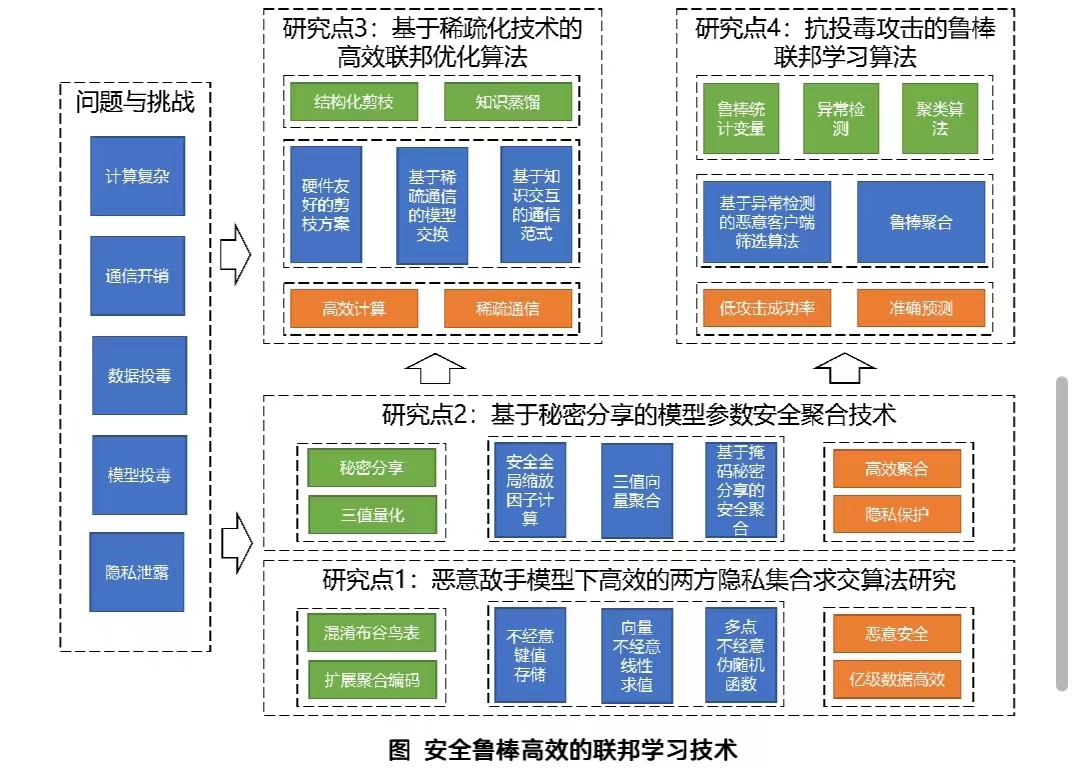 问题与挑战
计算复杂
通信开销
数据投毒
模型投毒
隐私泄露
研究点3：基于稀疏化技术的
高效联邦优化算法
结构化剪枝
知识蒸馏
硬件友
好的剪
枝方案
基于稀
疏通信
的模型
交换
基于知
识交互
的通信
范式
高效计算
稀疏通信
研究点4：抗投毒攻击的鲁棒
联邦学习算法
鲁棒统
计变量
异常检
测
聚类算
法
基于异常检测
的恶意客户端
筛选算法
鲁棒聚合
低攻击成功率
准确预测
研究点2：基于秘密分享的模型参数安全聚合技术
秘密分享
三值量化
安全全
局缩放
因子计
算
三值向
量聚合
基于掩
码秘密
分享的
安全聚
合
高效聚合
隐私保护
研究点1：恶意敌手模型下高效的两方隐私集合求交算法研究
混淆布谷鸟表
扩展聚合编码
不经意
键值
存储
向量
不经意
线性
求值
多点
不经意
伪随机
函数
恶意安全
亿级数据高效
图 安全鲁棒高效的联邦学习技术